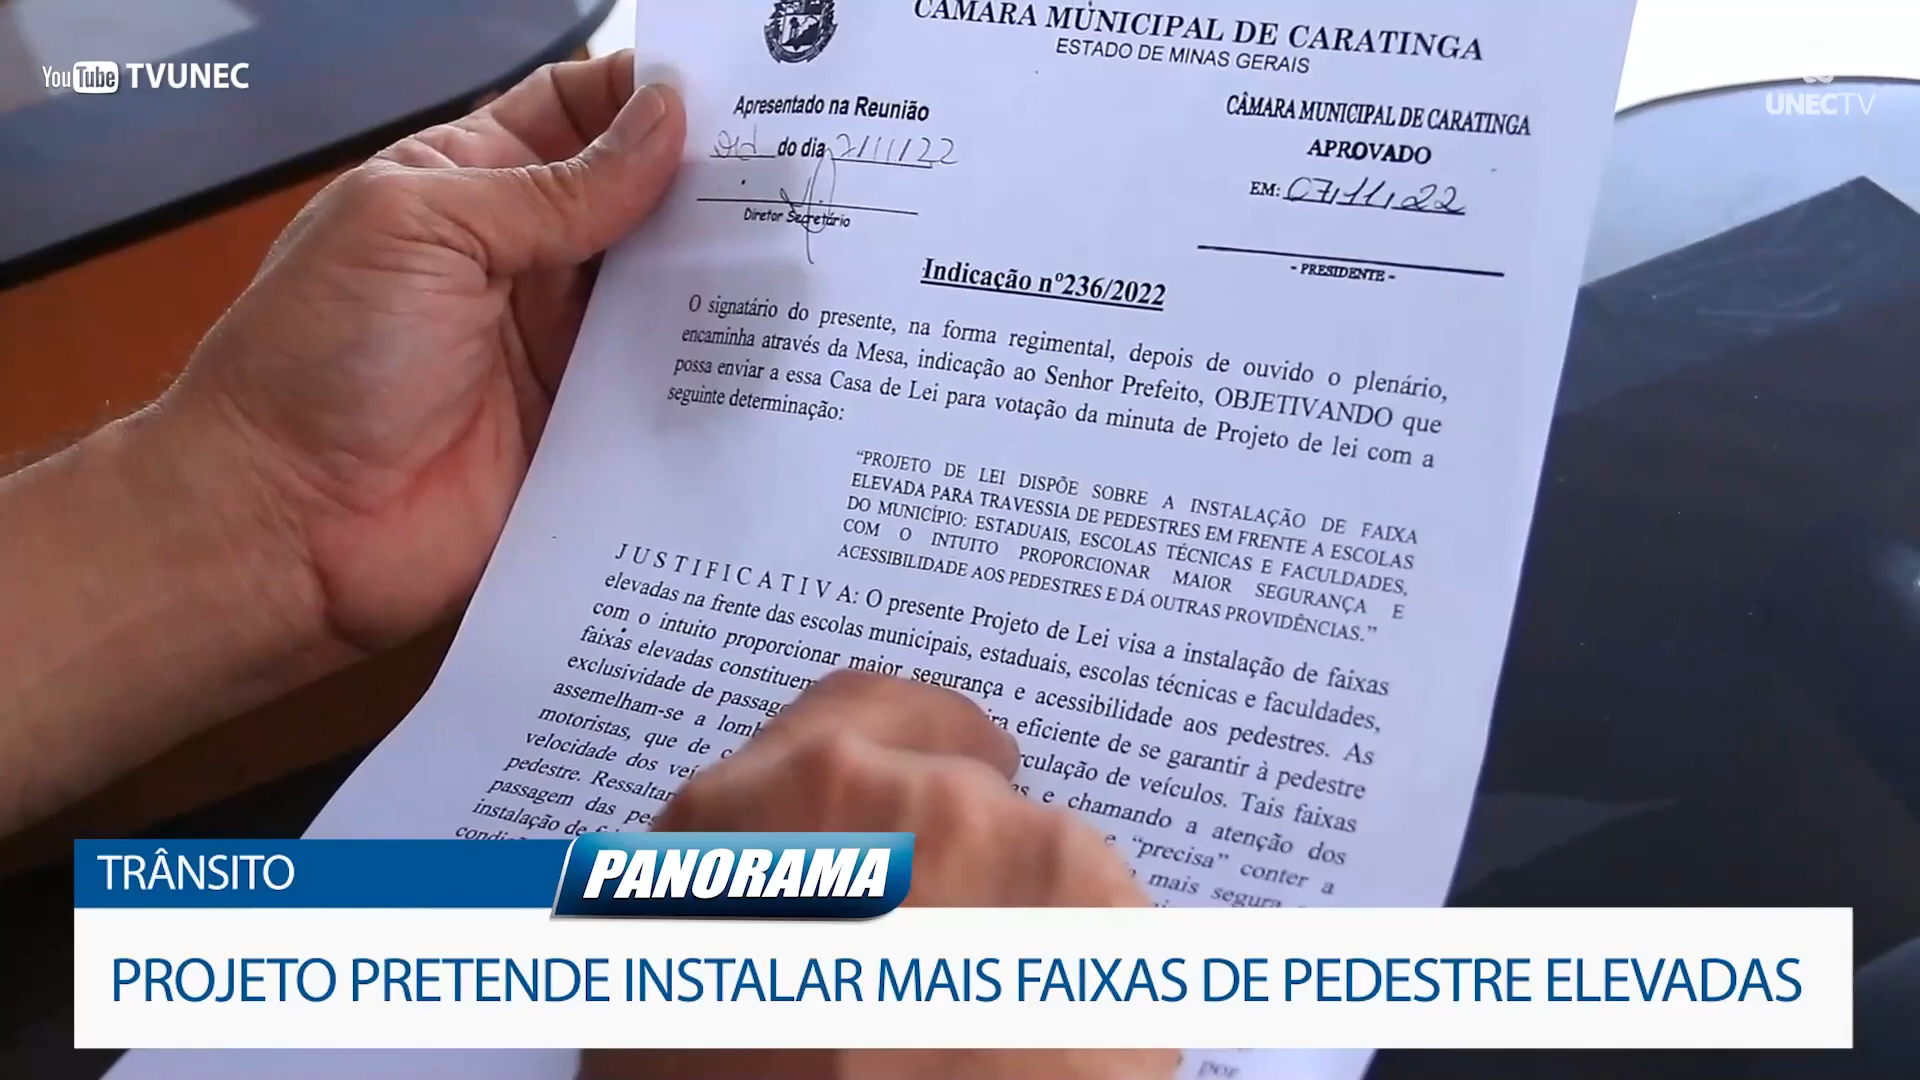 YouTube TVUNEC
UNECTV
CÂMARA MUNICIPAL DE CARATINGA
ESTADO DE MINAS GERAIS
Apresentado na Reunião
do dia 7/11/22
Diretor Secretário
CÂMARA MUNICIPAL DE CARATINGA
APROVADO
EM: 07/11/22
- PRESIDENTE -
Indicação nº236/2022
O signatário do presente, na forma regimental, depois de ouvido o plenário,
encaminha através da Mesa, indicação ao Senhor Prefeito, OBJETIVANDO que
possa enviar a essa Casa de Lei para votação da minuta de Projeto de lei com a
seguinte determinação:
“PROJETO DE LEI DISPÕE SOBRE A INSTALAÇÃO DE FAIXA
ELEVADA PARA TRAVESSIA DE PEDESTRES EM FRENTE A ESCOLAS
DO MUNICÍPIO: ESTADUAIS, ESCOLAS TÉCNICAS E FACULDADES,
COM O INTUITO PROPORCIONAR MAIOR SEGURANÇA E
ACESSIBILIDADE AOS PEDESTRES E DÁ OUTRAS PROVIDÊNCIAS.”
J U S T I F I C A T I V A: O presente Projeto de Lei visa a instalação de faixas
elevadas na frente das escolas municipais, estaduais, escolas técnicas e faculdades,
com o intuito proporcionar maior segurança e acessibilidade aos pedestres. As
faixas elevadas constituem eficiente de se garantir à pedestre
exclusividade de de veículos. Tais faixas
assemelham-se a e chamando a atenção dos
motoristas, que de “precisa” conter a
velocidade dos mais segura
pedestre.
passagem das
instalação de
TRÂNSITO
PANORAMA
PROJETO PRETENDE INSTALAR MAIS FAIXAS DE PEDESTRE ELEVADAS
por